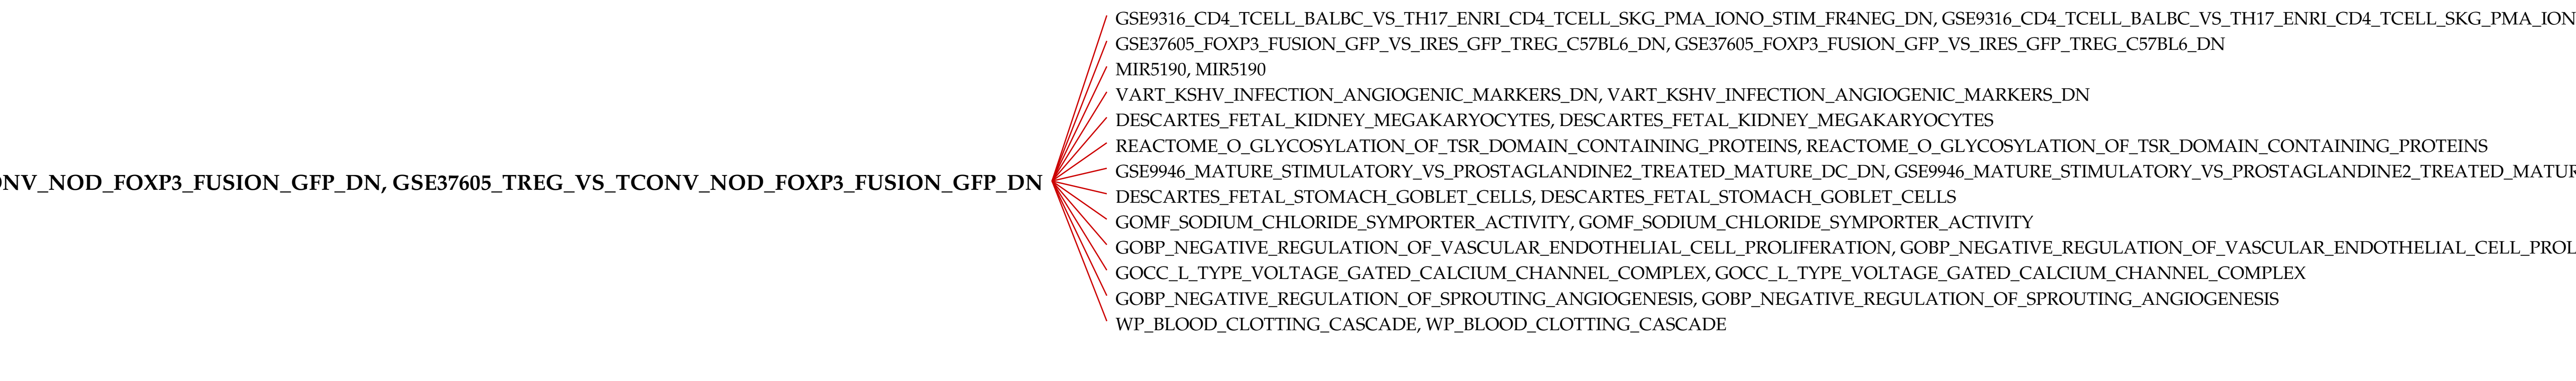 GSE9316_CD4_TCELL_BALBC_VS_TH17_ENRI_CD4_TCELL_SKG_PMA_IONO_STIM_FR4NEG_DN, GSE9316_CD4_TCELL_BALBC_VS_TH17_ENRI_CD4_TCELL_SKG_PMA_ION
GSE37605_FOXP3_FUSION_GFP_VS_IRES_GFP_TREG_C57BL6_DN, GSE37605_FOXP3_FUSION_GFP_VS_IRES_GFP_TREG_C57BL6_DN
MIR5190, MIR5190
VART_KSHV_INFECTION_ANGIOGENIC_MARKERS_DN, VART_KSHV_INFECTION_ANGIOGENIC_MARKERS_DN
DESCARTES_FETAL_KIDNEY_MEGAKARYOCYTES, DESCARTES_FETAL_KIDNEY_MEGAKARYOCYTES
REACTOME_O_GLYCOSYLATION_OF_TSR_DOMAIN_CONTAINING_PROTEINS, REACTOME_O_GLYCOSYLATION_OF_TSR_DOMAIN_CONTAINING_PROTEINS
GSE9946_MATURE_STIMULATORY_VS_PROSTAGLANDINE2_TREATED_MATURE_DC_DN, GSE9946_MATURE_STIMULATORY_VS_PROSTAGLANDINE2_TREATED_MATUR
NV_NOD_FOXP3_FUSION_GFP_DN, GSE37605_TREG_VS_TCONV_NOD_FOXP3_FUSION_GFP_DN
DESCARTES_FETAL_STOMACH_GOBLET_CELLS, DESCARTES_FETAL_STOMACH_GOBLET_CELLS
GOMF_SODIUM_CHLORIDE_SYMPORTER_ACTIVITY, GOMF_SODIUM_CHLORIDE_SYMPORTER_ACTIVITY
GOBP_NEGATIVE_REGULATION_OF_VASCULAR_ENDOTHELIAL_CELL_PROLIFERATION, GOBP_NEGATIVE_REGULATION_OF_VASCULAR_ENDOTHELIAL_CELL_PROL
GOCC_L_TYPE_VOLTAGE_GATED_CALCIUM_CHANNEL_COMPLEX, GOCC_L_TYPE_VOLTAGE_GATED_CALCIUM_CHANNEL_COMPLEX
GOBP_NEGATIVE_REGULATION_OF_SPROUTING_ANGIOGENESIS, GOBP_NEGATIVE_REGULATION_OF_SPROUTING_ANGIOGENESIS
WP_BLOOD_CLOTTING_CASCADE, WP_BLOOD_CLOTTING_CASCADE